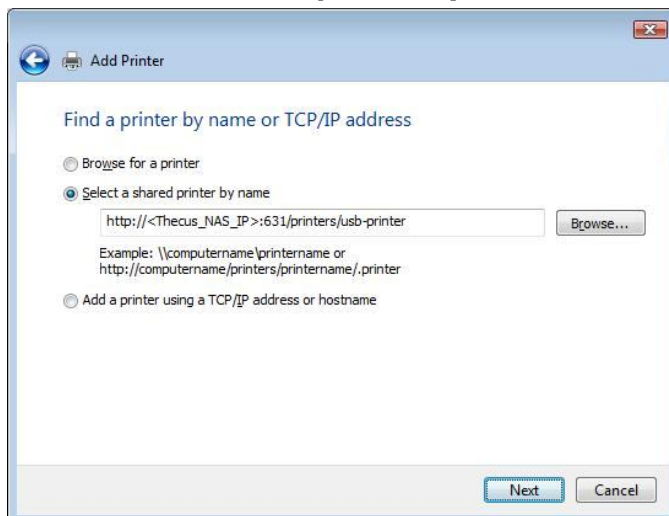 Add Printer
Find a printer by name or TCP/IP address
Browse for a printer
Select a shared printer by name
http://<Thecus_NAS_IP>:631/printers/usb-printer
Browse...
Example: \\computername\printername or
http://computername/printers/printername/.printer
Add a printer using a TCP/IP address or hostname
Next
Cancel